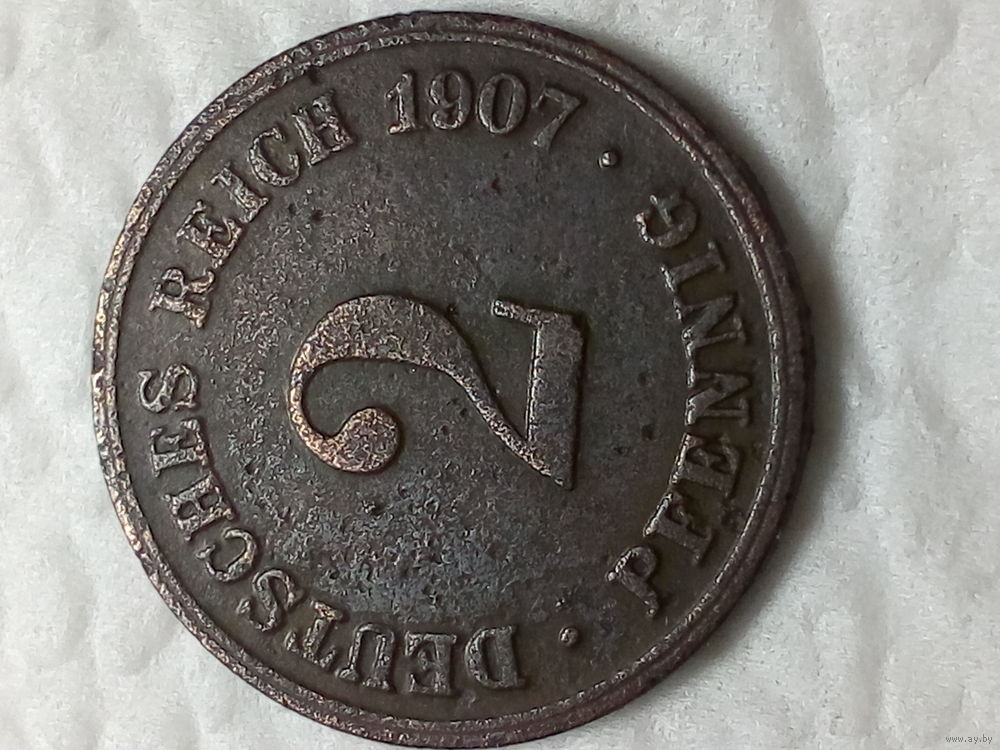 DEUTSCHES REICH 1907
2
PFENNIG
www.ay.by